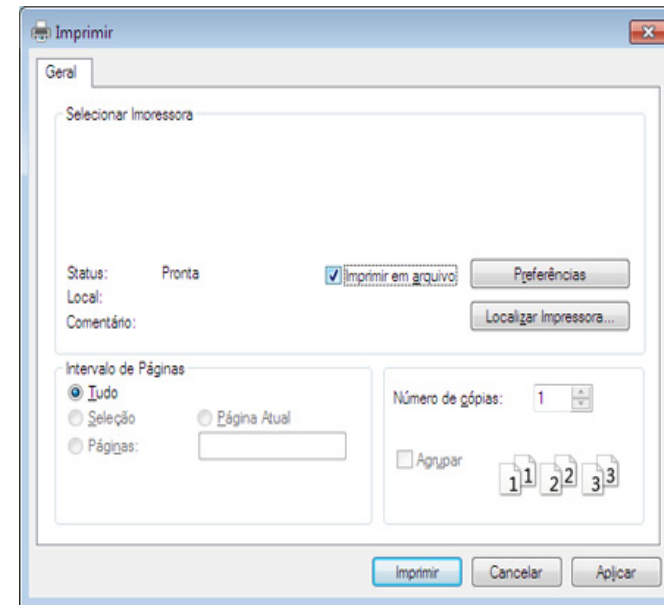 Imprimir
Geral
Selecionar Impressora
Status: Pronta
Imprimir em arquivo
Preferências
Local:
Localizar Impressora...
Comentário:
Intervalo de Páginas
Tudo
Seleção
Página Atual
Páginas:
Número de cópias: 1
Agrupar
1 1 2 2 3 3
Imprimir
Cancelar
Aplicar